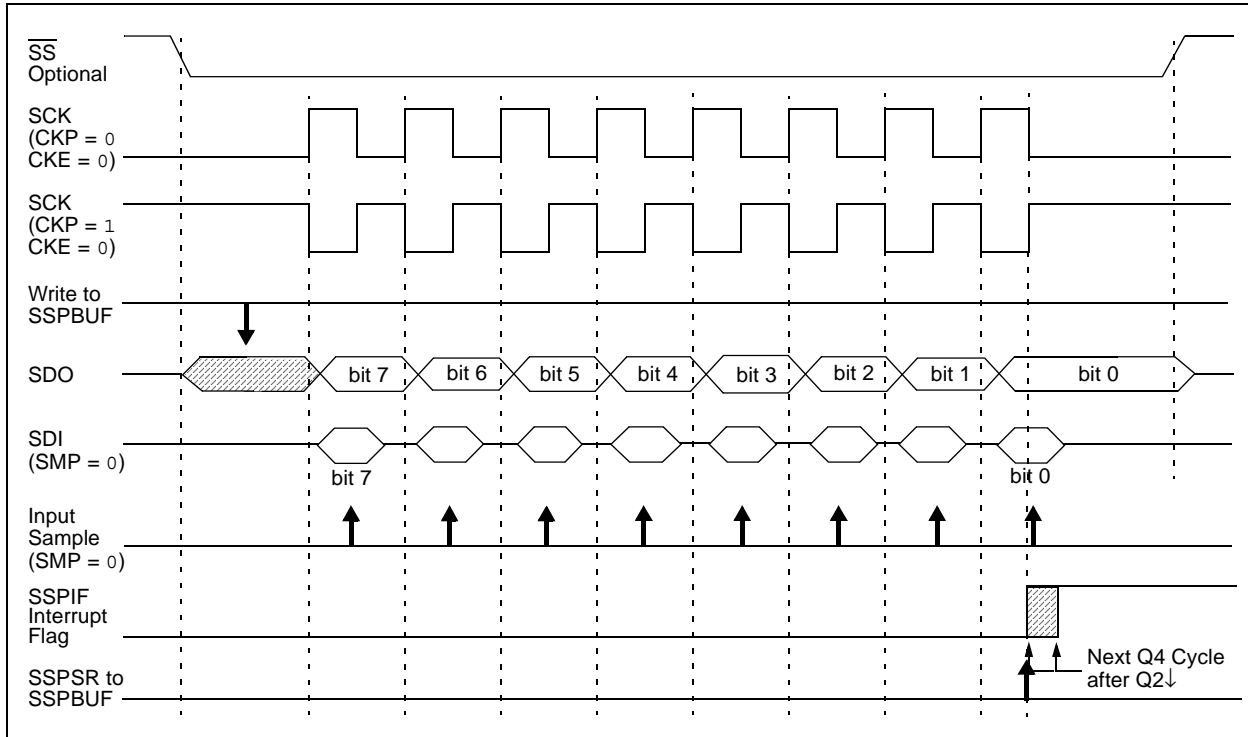 SS
Optional
SCK
(CKP = 0
CKE = 0)
SCK
(CKP = 1
CKE = 0)
Write to
SSPBUF
SDO
bit 7
bit 6
bit 5
bit 4
bit 3
bit 2
bit 1
bit 0
SDI
(SMP = 0)
bit 7
bit 0
Input
Sample
(SMP = 0)
SSPIF
Interrupt
Flag
Next Q4 Cycle
after Q2↓
SSPSR to
SSPBUF